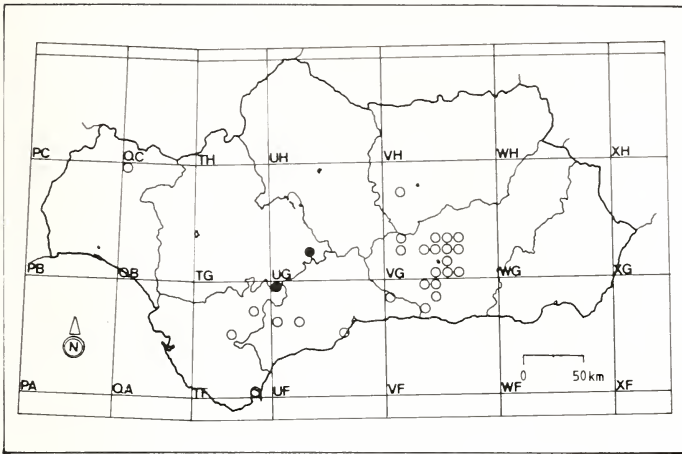 PC QC TH UH VH WH XH
PB QB TG UG VG WG XG
N
0 50 km
PA QA TF UF VF WF XF